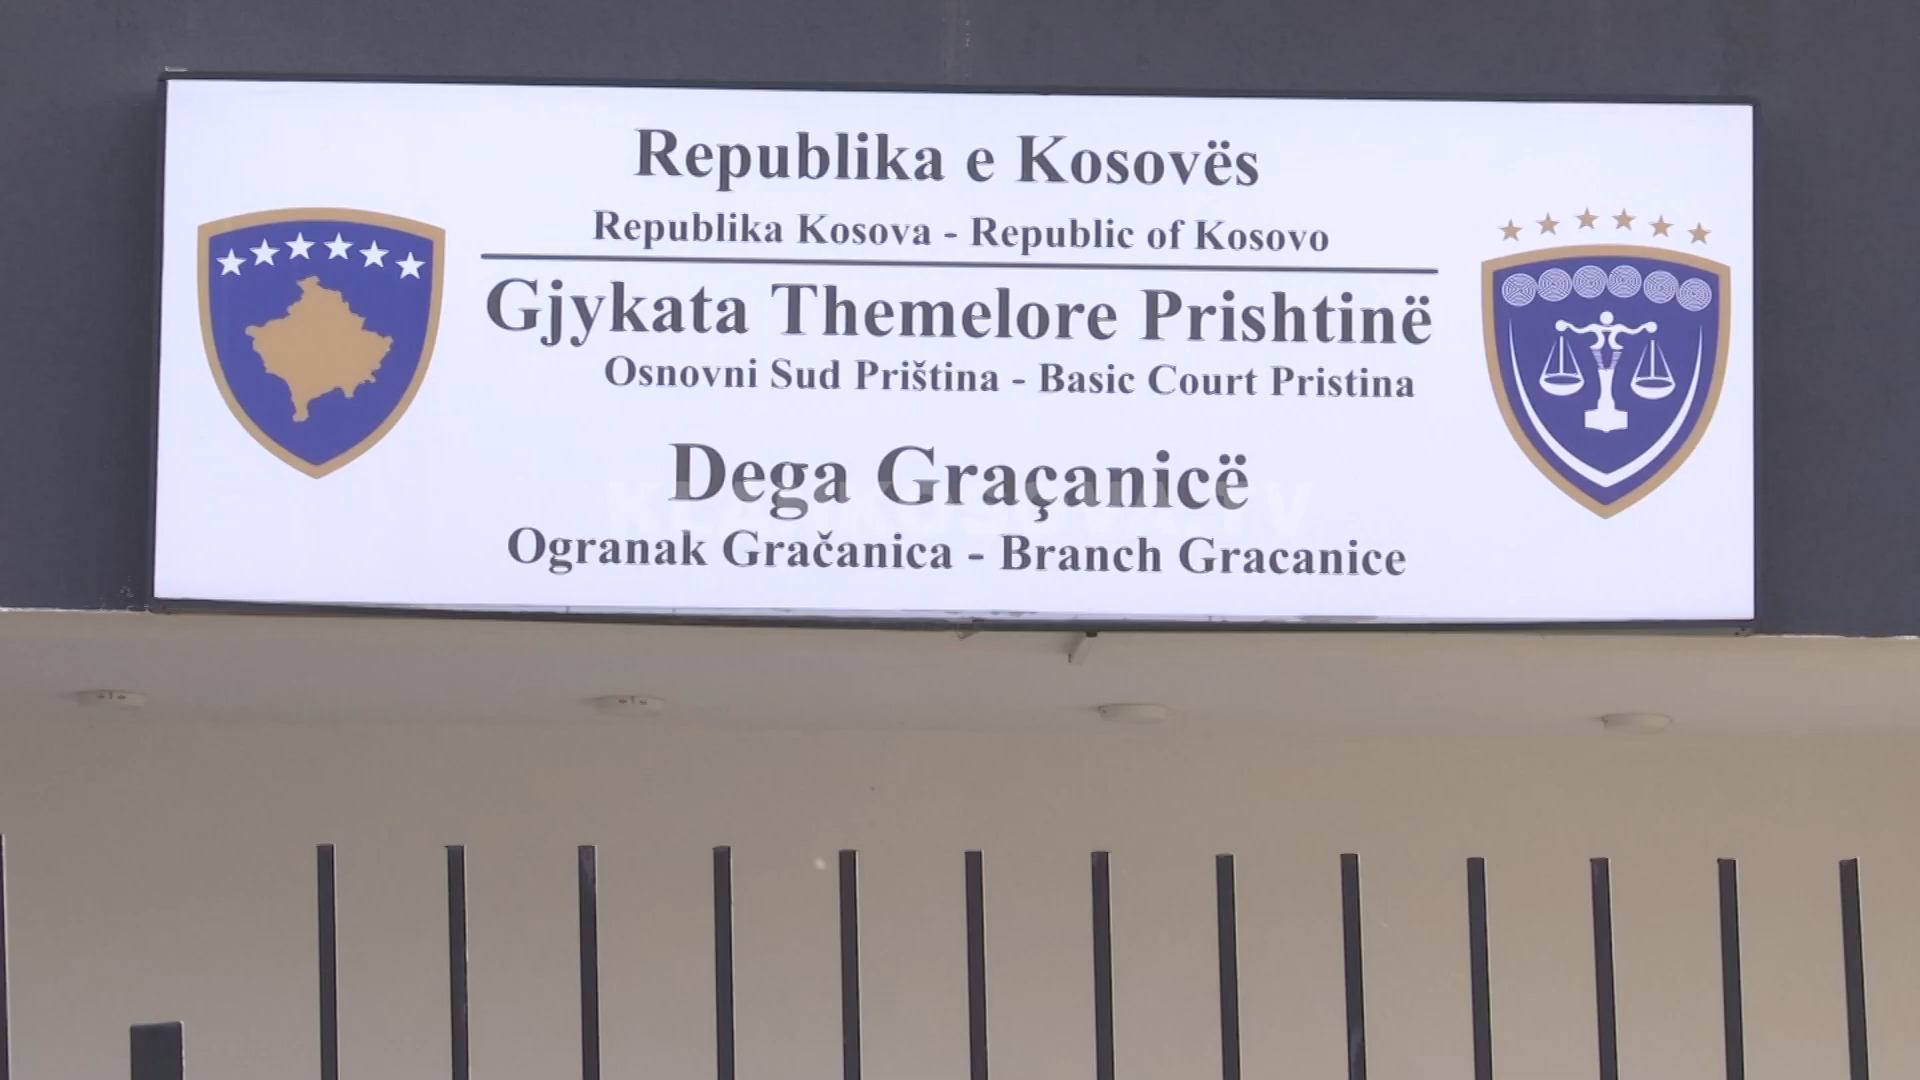 Republika e Kosovës
Republika Kosova - Republic of Kosovo
Gjykata Themelore Prishtinë
Osnovni Sud Priština - Basic Court Pristina
Dega Graçanicë
Ogranak Gračanica - Branch Gracanice